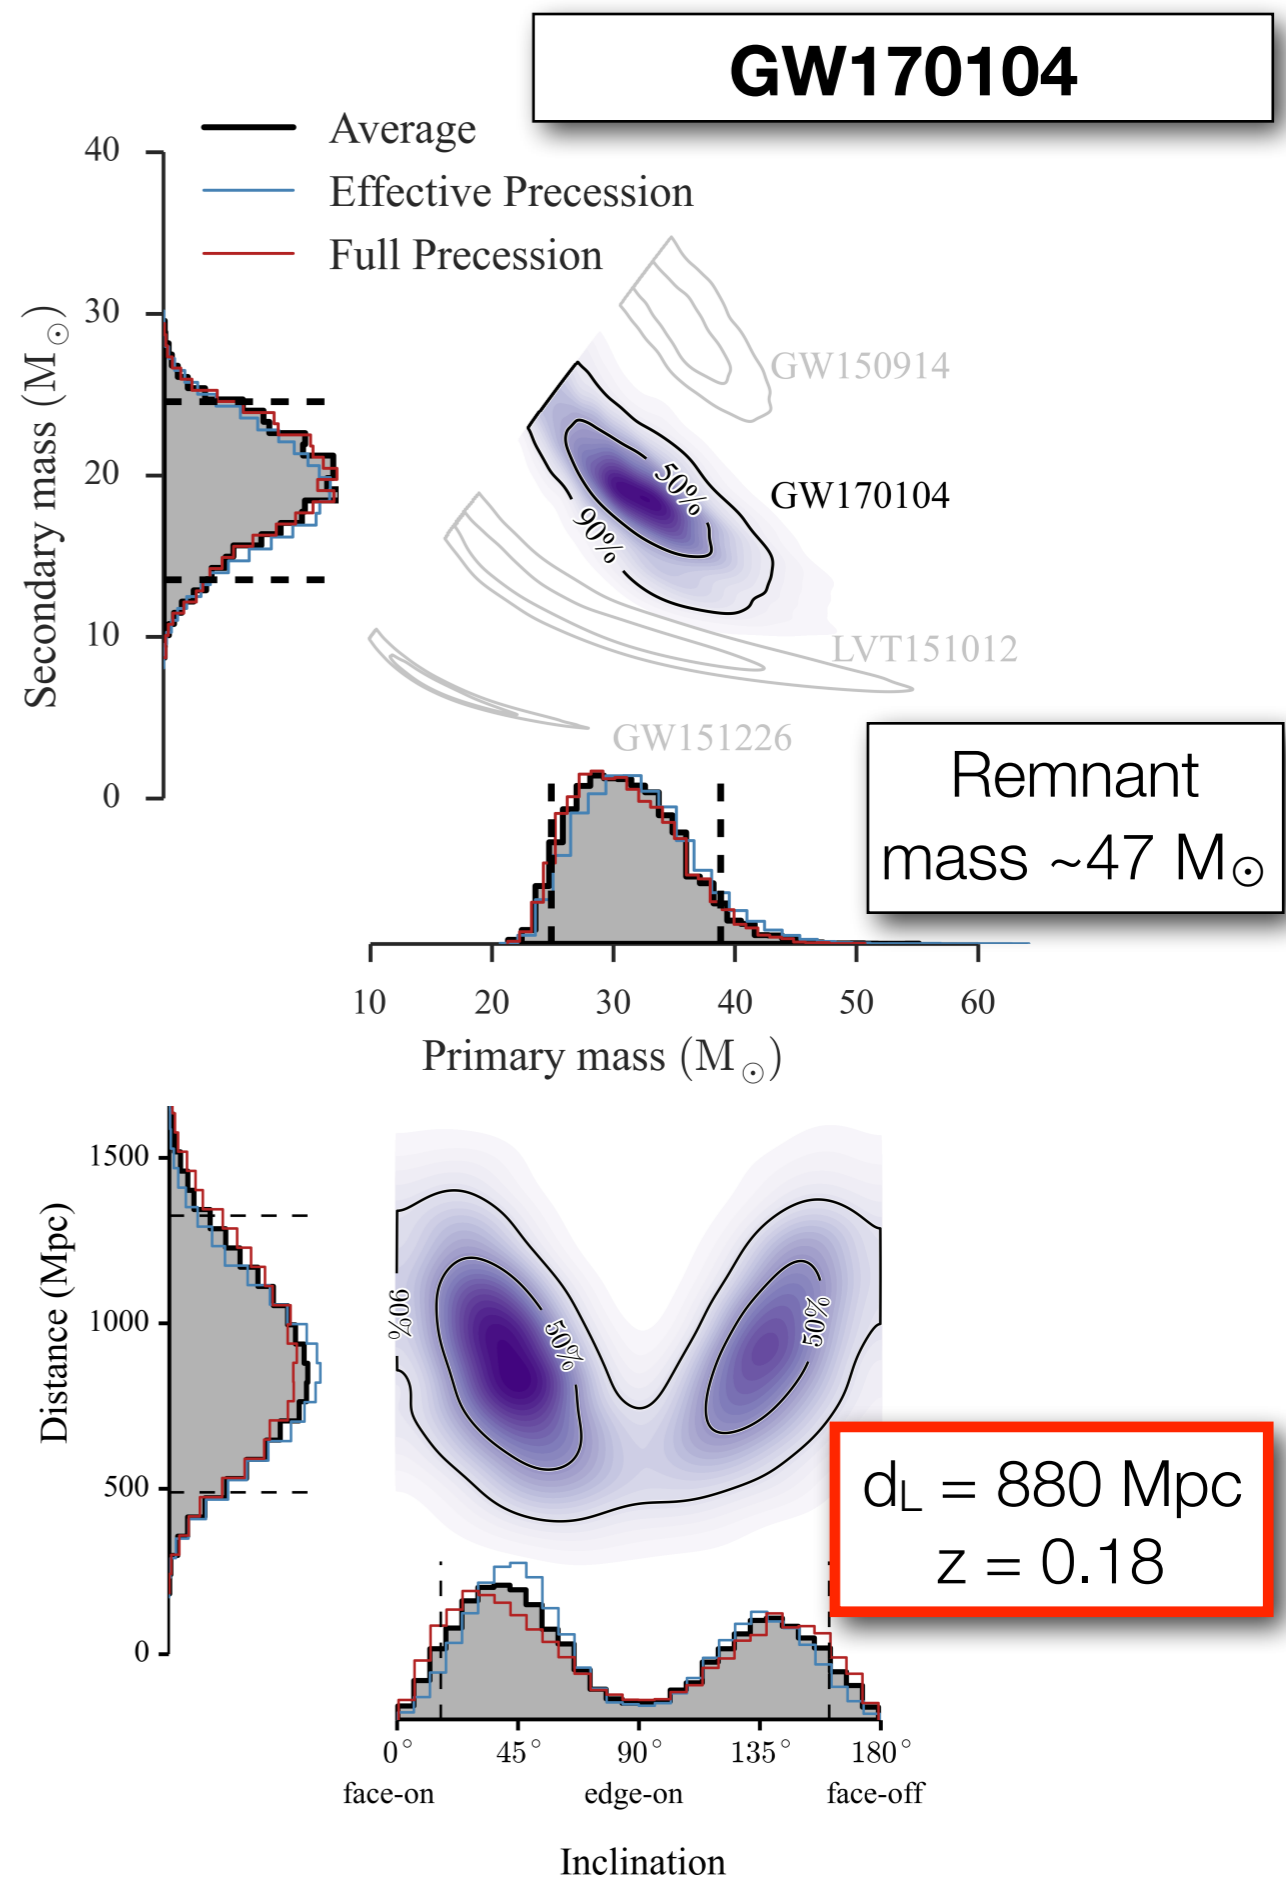 GW170104
Average
Effective Precession
Full Precession
40
30
20
10
0
Secondary mass (M☉)
GW150914
50%
GW170104
90%
LVT151012
GW151226
Remnant
mass ~47 M☉
10 20 30 40 50 60
Primary mass (M☉)
1500
1000
500
0
Distance (Mpc)
90%
50%
50%
dL = 880 Mpc
z = 0.18
0° 45° 90° 135° 180°
face-on edge-on face-off
Inclination